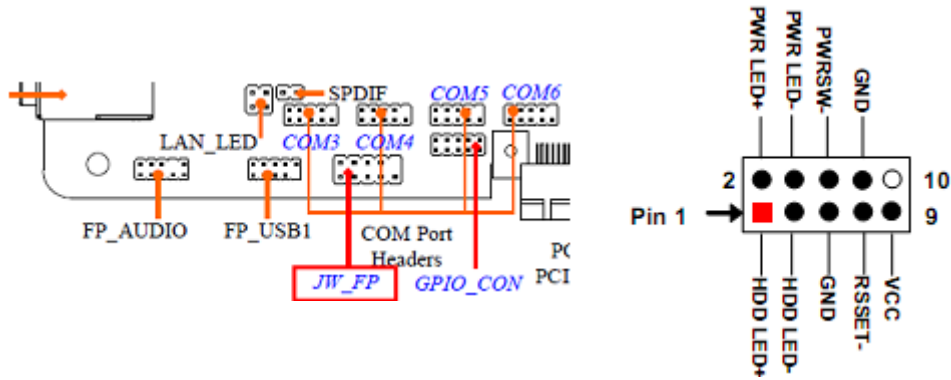 SPDIF
COM5
COM6
LAN_LED
COM3
COM4
FP_AUDIO
FP_USB1
COM Port
Headers
JW_FP
GPIO_CON
PC
PCI
PWR LED+
PWR LED-
PWRSW-
GND
2
10
Pin 1
9
HDD LED+
HDD LED-
GND
RSSET-
VCC